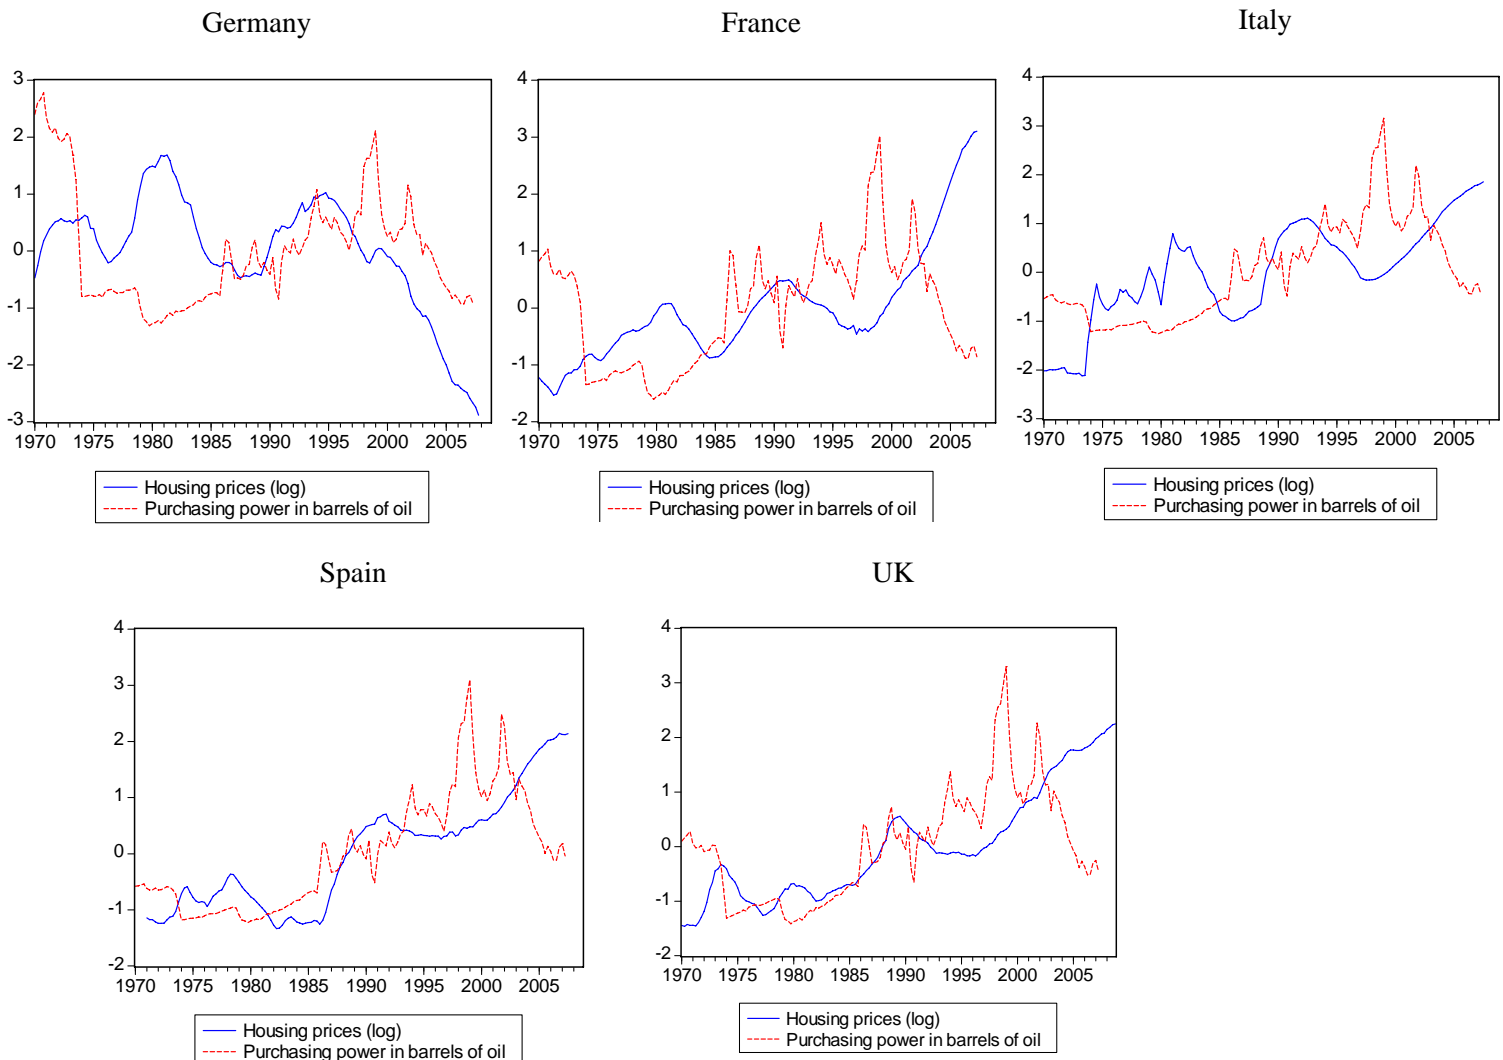 Germany
3
2
1
0
-1
-2
-3
1970 1975 1980 1985 1990 1995 2000 2005
Housing prices (log)
Purchasing power in barrels of oil
France
4
3
2
1
0
-1
-2
1970 1975 1980 1985 1990 1995 2000 2005
Housing prices (log)
Purchasing power in barrels of oil
Italy
4
3
2
1
0
-1
-2
-3
1970 1975 1980 1985 1990 1995 2000 2005
Housing prices (log)
Purchasing power in barrels of oil
Spain
4
3
2
1
0
-1
-2
1970 1975 1980 1985 1990 1995 2000 2005
Housing prices (log)
Purchasing power in barrels of oil
UK
4
3
2
1
0
-1
-2
1970 1975 1980 1985 1990 1995 2000 2005
Housing prices (log)
Purchasing power in barrels of oil